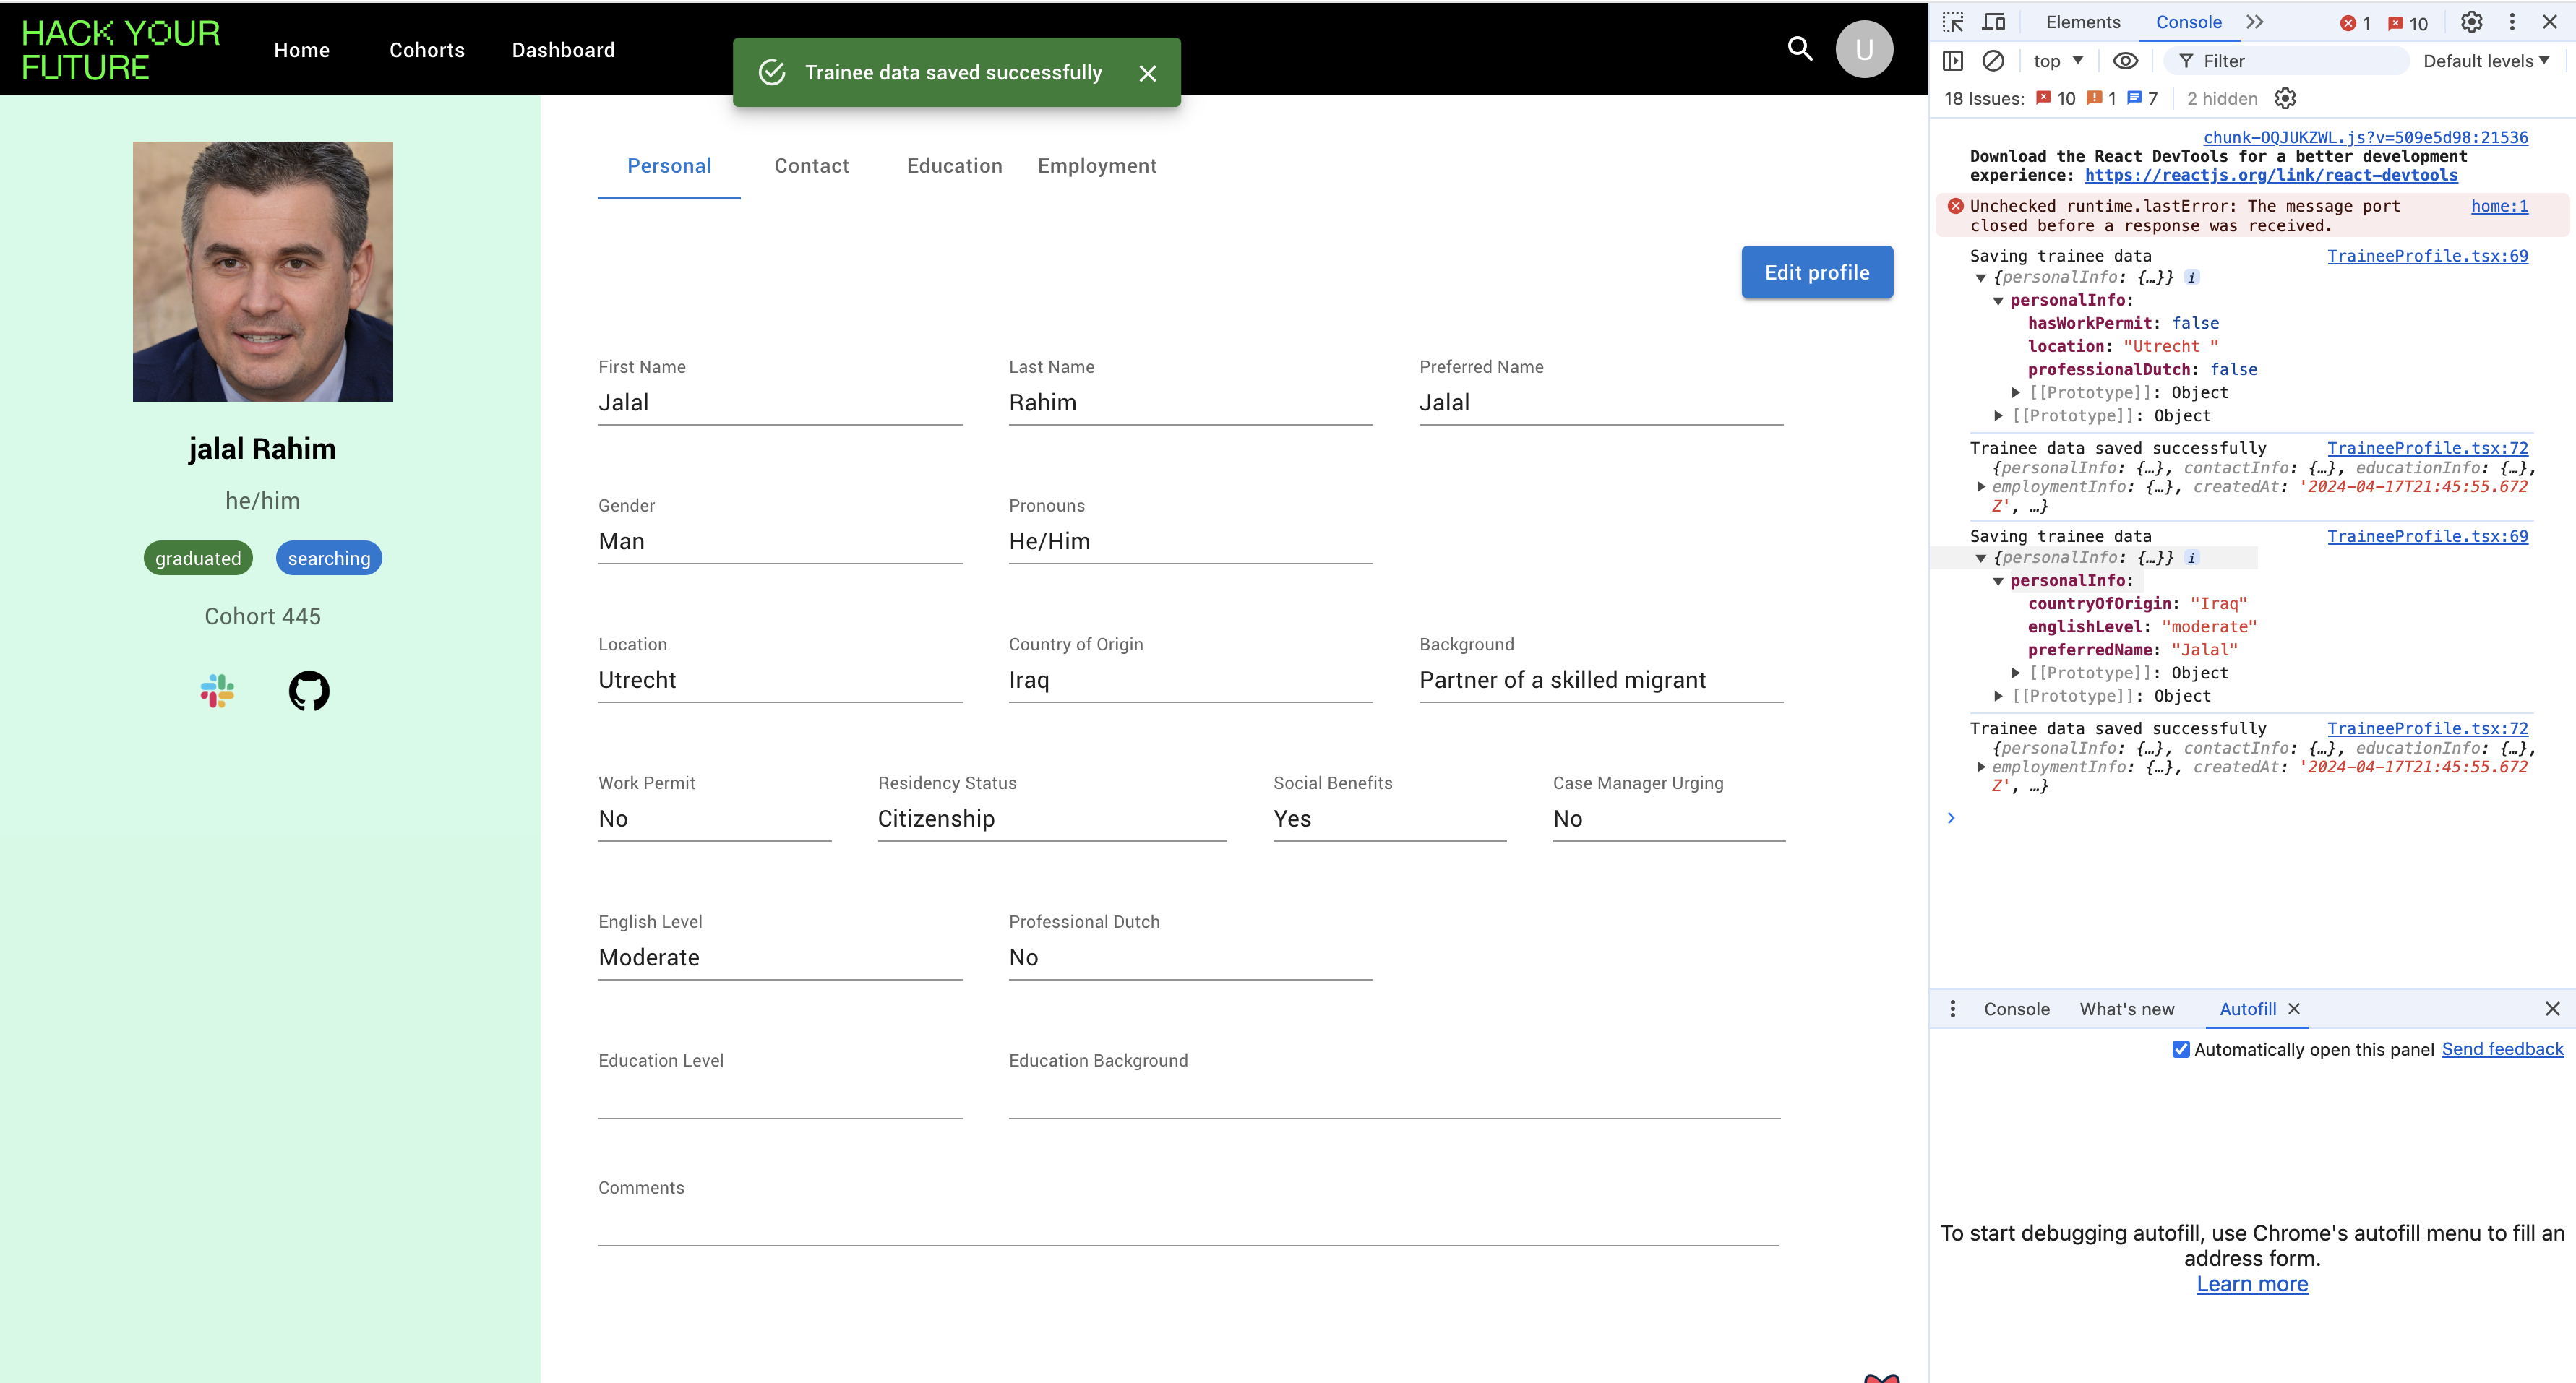 HACK YOUR
FUTURE
Home
Cohorts
Dashboard
Trainee data saved successfully
U
jalal Rahim
he/him
graduated
searching
Cohort 445
Personal
Contact
Education
Employment
Edit profile
First Name
Jalal
Last Name
Rahim
Preferred Name
Jalal
Gender
Man
Pronouns
He/Him
Location
Utrecht
Country of Origin
Iraq
Background
Partner of a skilled migrant
Work Permit
No
Residency Status
Citizenship
Social Benefits
Yes
Case Manager Urging
No
English Level
Moderate
Professional Dutch
No
Education Level
Education Background
Comments
Elements
Console
1
10
top
Filter
Default levels
18 Issues:
10
1
7
2 hidden
chunk-OQJUKZWL.js?v=509e5d98:21536
Download the React DevTools for a better development
experience: https://reactjs.org/link/react-devtools
Unchecked runtime.lastError: The message port home:1
closed before a response was received.
Saving trainee data TraineeProfile.tsx:69
{personalInfo: {…}} i
personalInfo:
hasWorkPermit: false
location: "Utrecht "
professionalDutch: false
[[Prototype]]: Object
[[Prototype]]: Object
Trainee data saved successfully TraineeProfile.tsx:72
{personalInfo: {…}, contactInfo: {…}, educationInfo: {…},
employmentInfo: {…}, createdAt: '2024-04-17T21:45:55.672
Z', …}
Saving trainee data TraineeProfile.tsx:69
{personalInfo: {…}} i
personalInfo:
countryOfOrigin: "Iraq"
englishLevel: "moderate"
preferredName: "Jalal"
[[Prototype]]: Object
[[Prototype]]: Object
Trainee data saved successfully TraineeProfile.tsx:72
{personalInfo: {…}, contactInfo: {…}, educationInfo: {…},
employmentInfo: {…}, createdAt: '2024-04-17T21:45:55.672
Z', …}
Console
What's new
Autofill
Automatically open this panel Send feedback
To start debugging autofill, use Chrome's autofill menu to fill an
address form.
Learn more